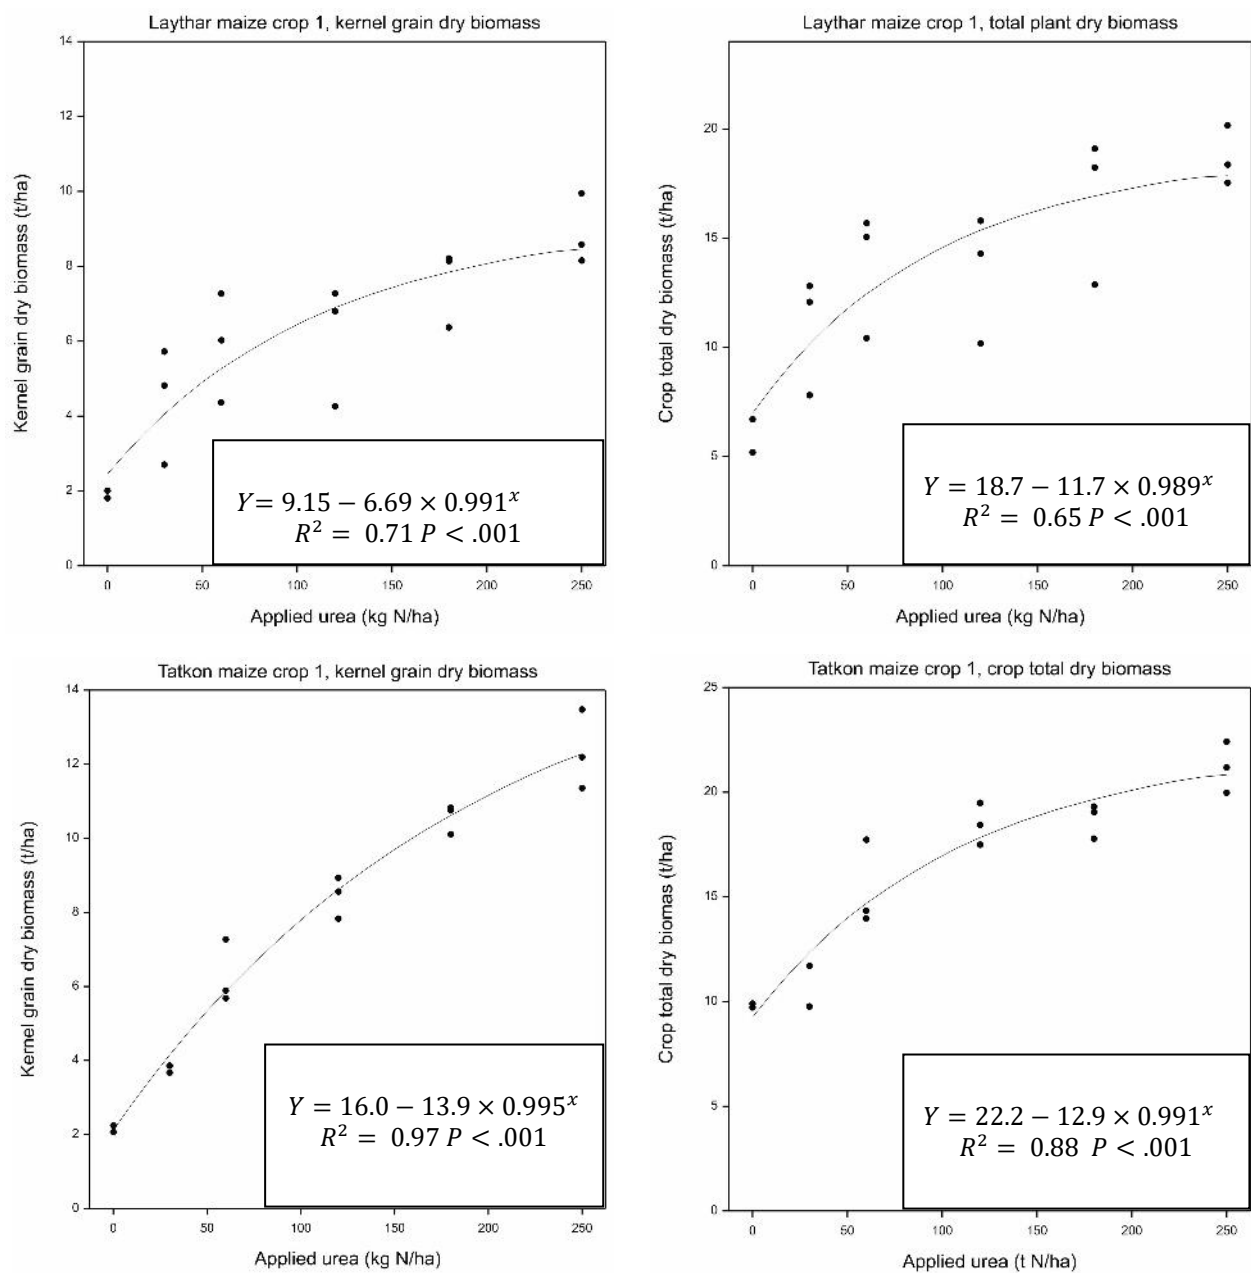 Laythar maize crop 1, kernel grain dry biomass
14
12
10
8
6
4
2
0
Kernel grain dry biomass (t/ha)
Y = 9.15 − 6.69 × 0.991^x
R² = 0.71 P < .001
0 50 100 150 200 250
Applied urea (kg N/ha)
Laythar maize crop 1, total plant dry biomass
20
15
10
5
0
Crop total dry biomass (t/ha)
Y = 18.7 − 11.7 × 0.989^x
R² = 0.65 P < .001
0 50 100 150 200 250
Applied urea (kg N/ha)
Tatkon maize crop 1, kernel grain dry biomass
14
12
10
8
6
4
2
0
Kernel grain dry biomass (t/ha)
Y = 16.0 − 13.9 × 0.995^x
R² = 0.97 P < .001
0 50 100 150 200 250
Applied urea (kg N/ha)
Tatkon maize crop 1, crop total dry biomass
25
20
15
10
5
0
Crop total dry biomas (t/ha)
Y = 22.2 − 12.9 × 0.991^x
R² = 0.88 P < .001
0 50 100 150 200 250
Applied urea (t N/ha)